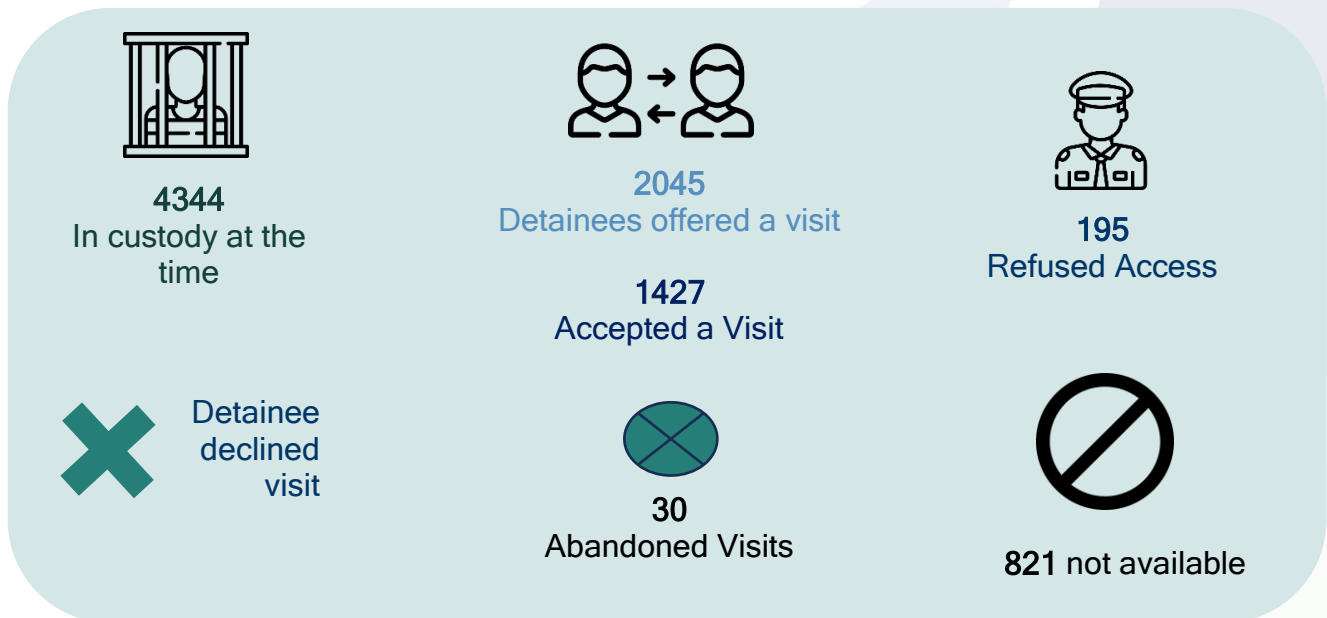 4344
In custody at the
time
2045
Detainees offered a visit
1427
Accepted a Visit
195
Refused Access
Detainee
declined
visit
30
Abandoned Visits
821 not available